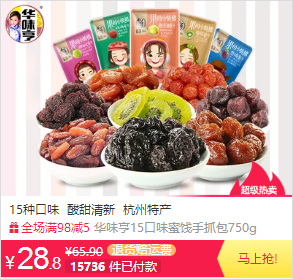 华味亨
超级热卖
15种口味 酸甜清新 杭州特产
全场满98减5 华味亨15口味蜜饯手抓包750g
¥28.8
¥65.90 退货赔运费
15736 件已付款
马上抢!